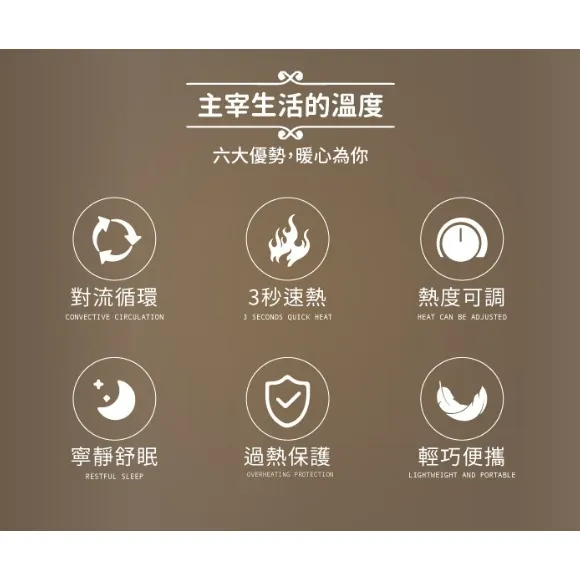 主宰生活的溫度
六大優勢,暖心為你
對流循環
CONVECTIVE CIRCULATION
3秒速熱
3 SECONDS QUICK HEAT
熱度可調
HEAT CAN BE ADJUSTED
寧靜舒眠
RESTFUL SLEEP
過熱保護
OVERHEATING PROTECTION
輕巧便攜
LIGHTWEIGHT AND PORTABLE